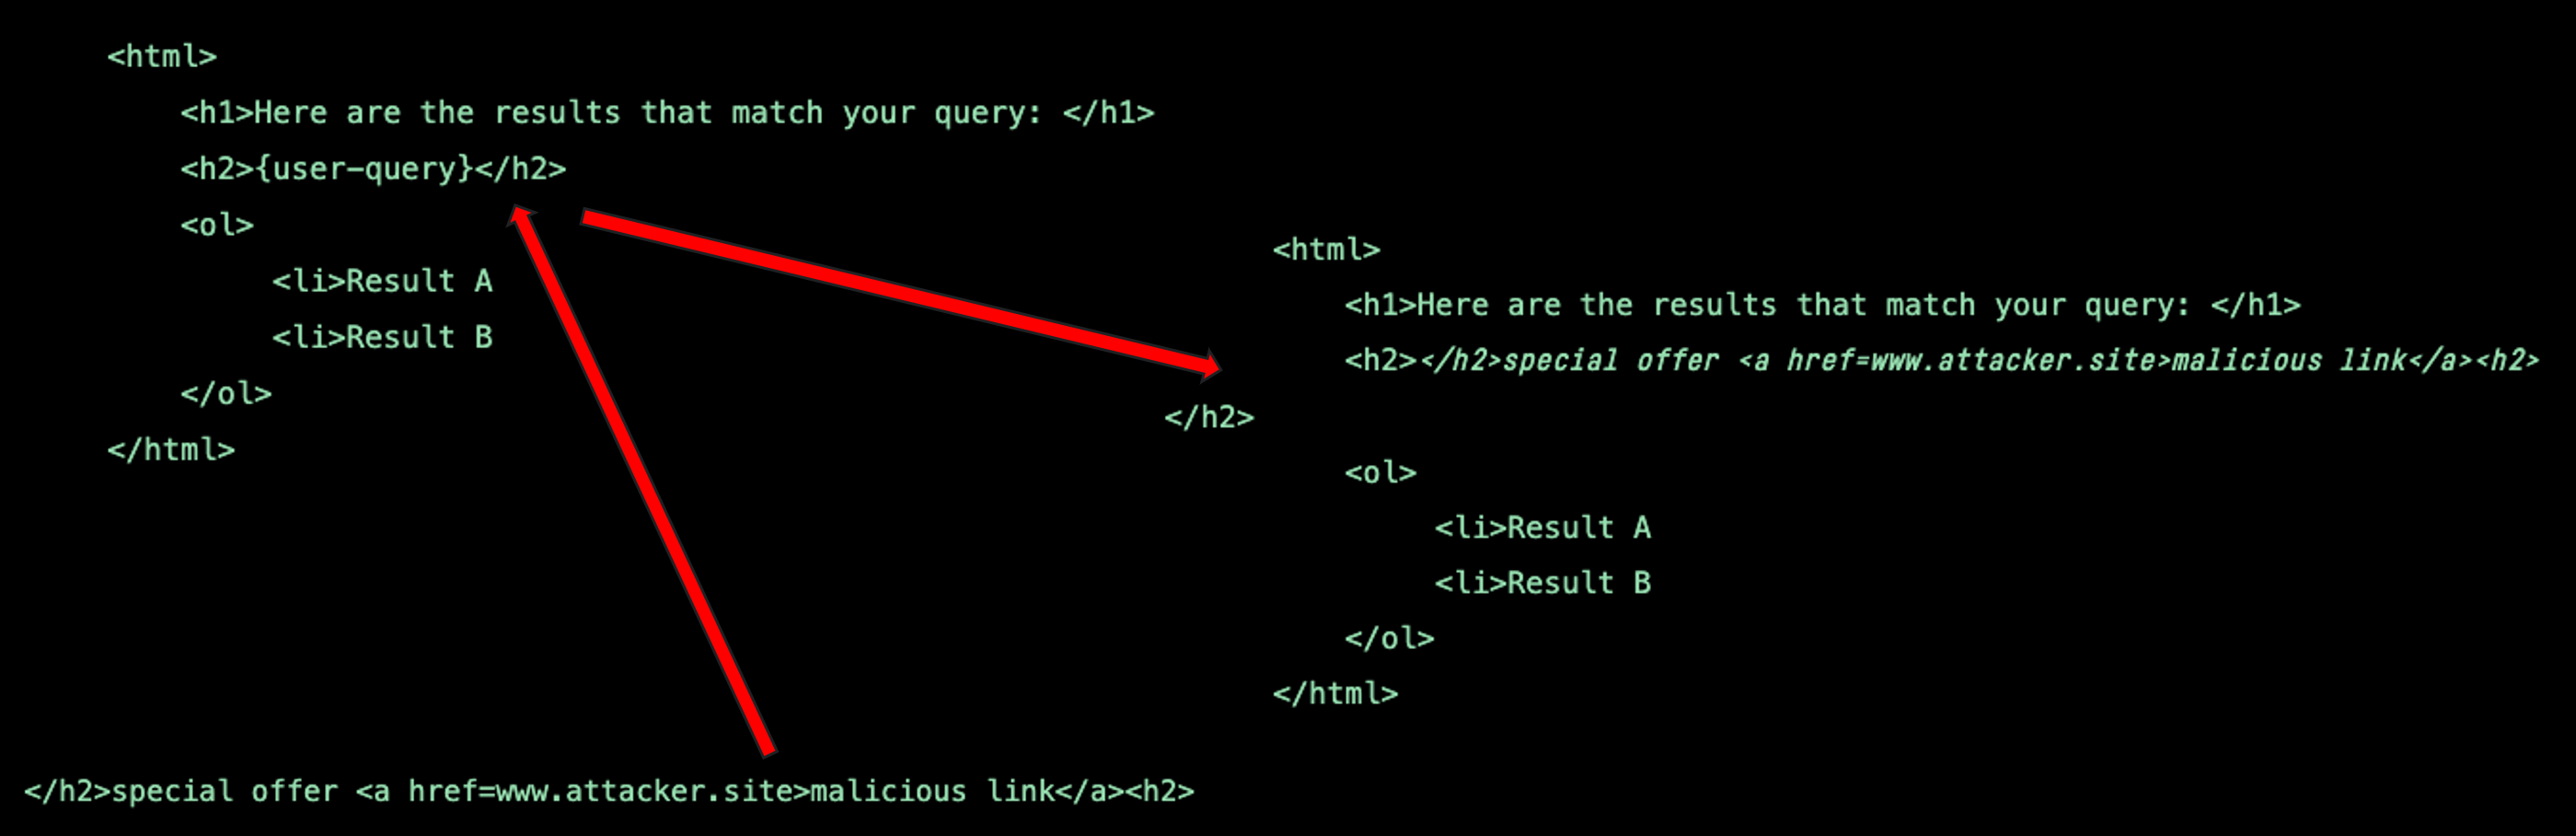 <html>
<h1>Here are the results that match your query: </h1>
<h2>{user-query}</h2>
<ol>
<li>Result A
<li>Result B
</ol>
</html>
</h2>special offer <a href=www.attacker.site>malicious link</a><h2>
<html>
<h1>Here are the results that match your query: </h1>
<h2></h2>special offer <a href=www.attacker.site>malicious link</a><h2>
</h2>
<ol>
<li>Result A
<li>Result B
</ol>
</html>